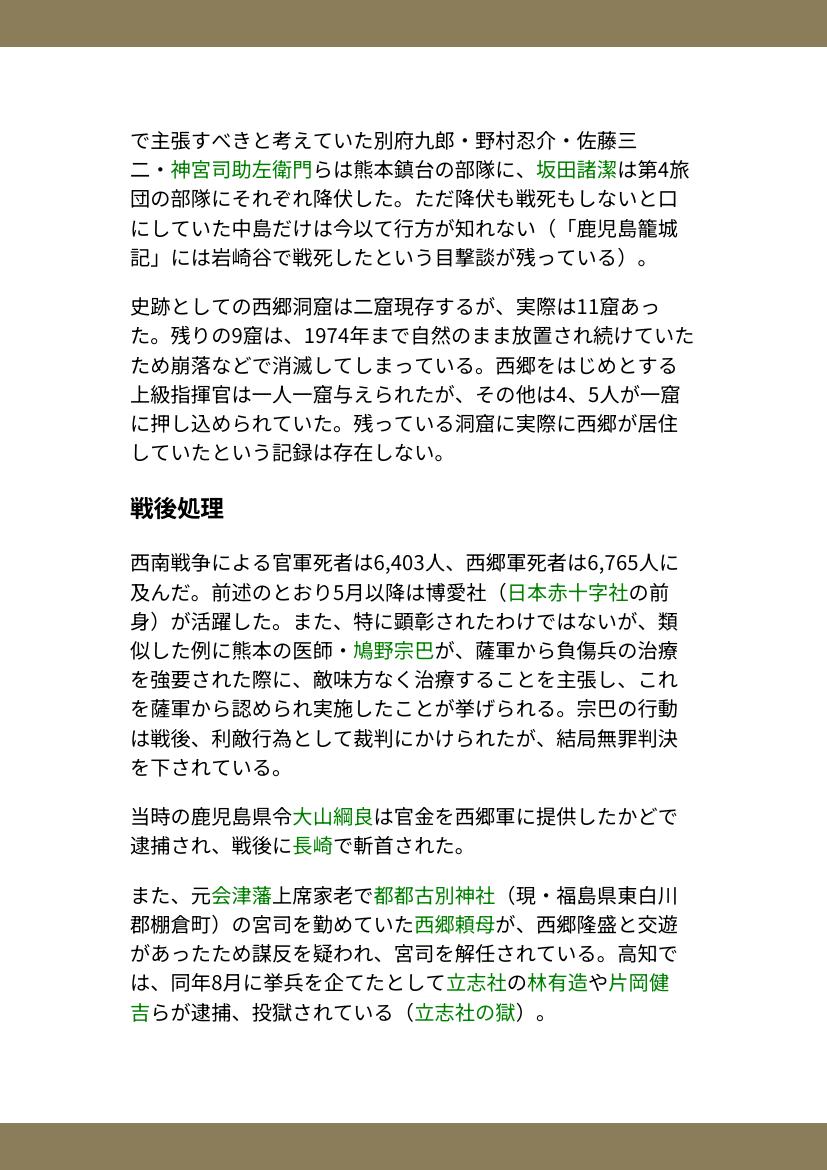 で主張すべきと考えていた別府九郎・野村忍介・佐藤三
二・神宮司助左衛門らは熊本鎮台の部隊に、坂田諸潔は第4旅
団の部隊にそれぞれ降伏した。ただ降伏も戦死もしないと口
にしていた中島だけは今以て行方が知れない（「鹿児島籠城
記」には岩崎谷で戦死したという目撃談が残っている）。
史跡としての西郷洞窟は二窟現存するが、実際は11窟あっ
た。残りの9窟は、1974年まで自然のまま放置され続けていた
ため崩落などで消滅してしまっている。西郷をはじめとする
上級指揮官は一人一窟与えられたが、その他は4、5人が一窟
に押し込められていた。残っている洞窟に実際に西郷が居住
していたという記録は存在しない。
戦後処理
西南戦争による官軍死者は6,403人、西郷軍死者は6,765人に
及んだ。前述のとおり5月以降は博愛社（日本赤十字社の前
身）が活躍した。また、特に顕彰されたわけではないが、類
似した例に熊本の医師・鳩野宗巴が、薩軍から負傷兵の治療
を強要された際に、敵味方なく治療することを主張し、これ
を薩軍から認められ実施したことが挙げられる。宗巴の行動
は戦後、利敵行為として裁判にかけられたが、結局無罪判決
を下されている。
当時の鹿児島県令大山綱良は官金を西郷軍に提供したかどで
逮捕され、戦後に長崎で斬首された。
また、元会津藩上席家老で都都古別神社（現・福島県東白川
郡棚倉町）の宮司を勤めていた西郷頼母が、西郷隆盛と交遊
があったため謀反を疑われ、宮司を解任されている。高知で
は、同年8月に挙兵を企てたとして立志社の林有造や片岡健
吉らが逮捕、投獄されている（立志社の獄）。